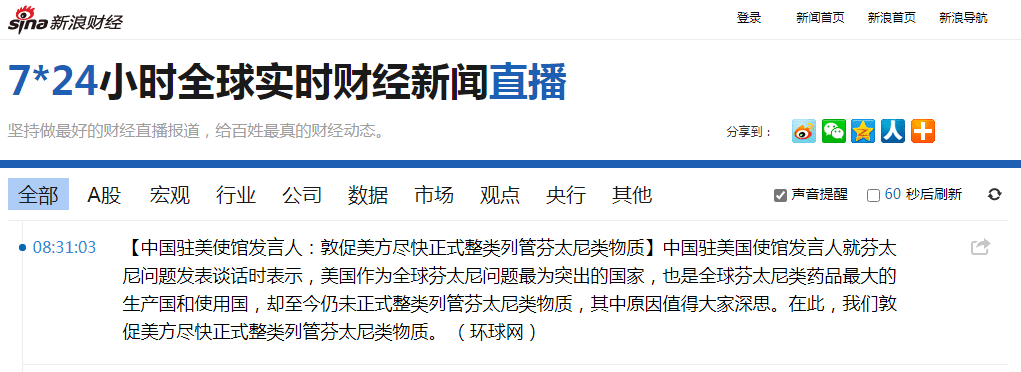 sina 新浪财经
登录 新闻首页 新浪首页 新浪导航
7*24小时全球实时财经新闻直播
坚持做最好的财经直播报道，给百姓最真的财经动态。
分享到：
全部 A股 宏观 行业 公司 数据 市场 观点 央行 其他
声音提醒 60 秒后刷新
08:31:03
【中国驻美使馆发言人：敦促美方尽快正式整类列管芬太尼类物质】中国驻美国使馆发言人就芬太
尼问题发表谈话时表示，美国作为全球芬太尼问题最为突出的国家，也是全球芬太尼类药品最大的
生产国和使用国，却至今仍未正式整类列管芬太尼类物质，其中原因值得大家深思。在此，我们敦
促美方尽快正式整类列管芬太尼类物质。（环球网）